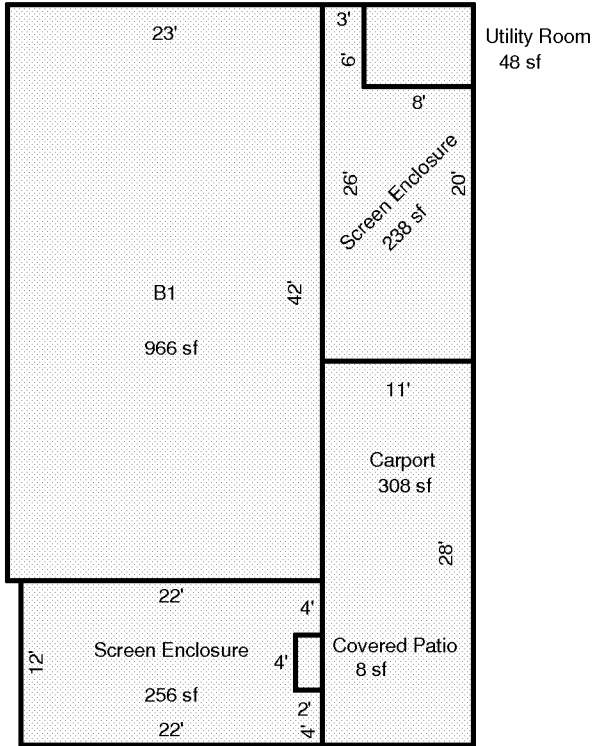 23'
3'
Utility Room
48 sf
6'
8'
Screen Enclosure
238 sf
26'
20'
B1
42'
966 sf
11'
Carport
308 sf
28'
22'
4'
Screen Enclosure
12'
4'
Covered Patio
8 sf
256 sf
2'
22'
4'